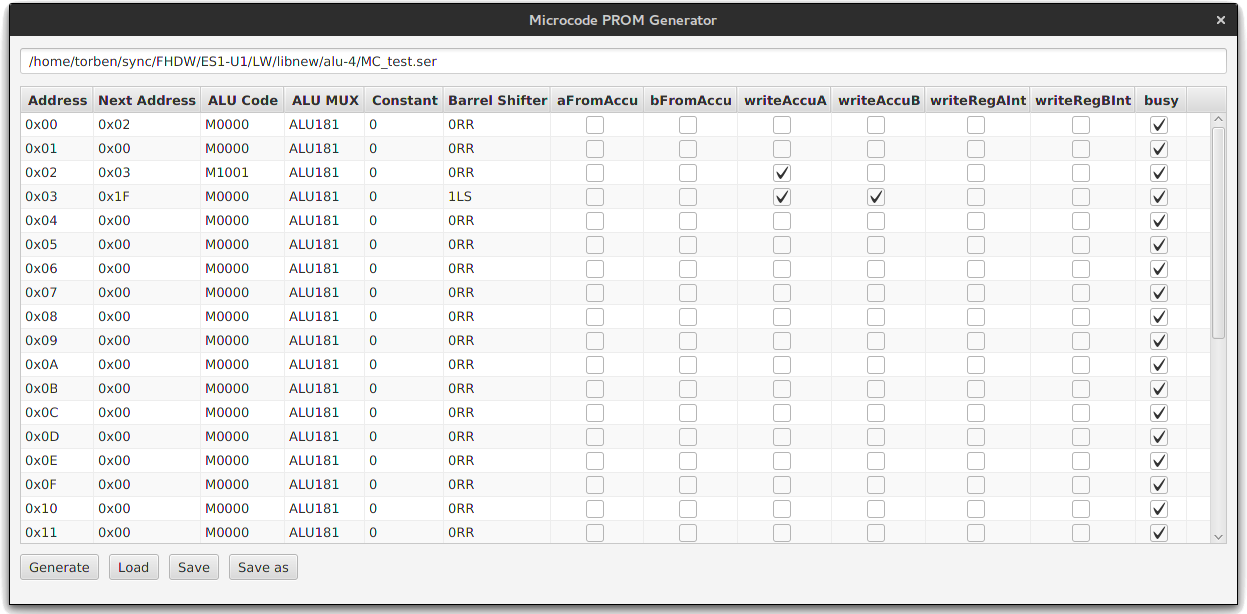 Microcode PROM Generator
/home/torben/sync/FHDW/ES1-U1/LW/libnew/alu-4/MC_test.ser
Address Next Address ALU Code ALU MUX Constant Barrel Shifter aFromAccu bFromAccu writeAccuA writeAccuB writeRegAInt writeRegBInt busy
0x00 0x02 M0000 ALU181 0 0RR
0x01 0x00 M0000 ALU181 0 0RR
0x02 0x03 M1001 ALU181 0 0RR
0x03 0x1F M0000 ALU181 0 1LS
0x04 0x00 M0000 ALU181 0 0RR
0x05 0x00 M0000 ALU181 0 0RR
0x06 0x00 M0000 ALU181 0 0RR
0x07 0x00 M0000 ALU181 0 0RR
0x08 0x00 M0000 ALU181 0 0RR
0x09 0x00 M0000 ALU181 0 0RR
0x0A 0x00 M0000 ALU181 0 0RR
0x0B 0x00 M0000 ALU181 0 0RR
0x0C 0x00 M0000 ALU181 0 0RR
0x0D 0x00 M0000 ALU181 0 0RR
0x0E 0x00 M0000 ALU181 0 0RR
0x0F 0x00 M0000 ALU181 0 0RR
0x10 0x00 M0000 ALU181 0 0RR
0x11 0x00 M0000 ALU181 0 0RR
Generate Load Save Save as